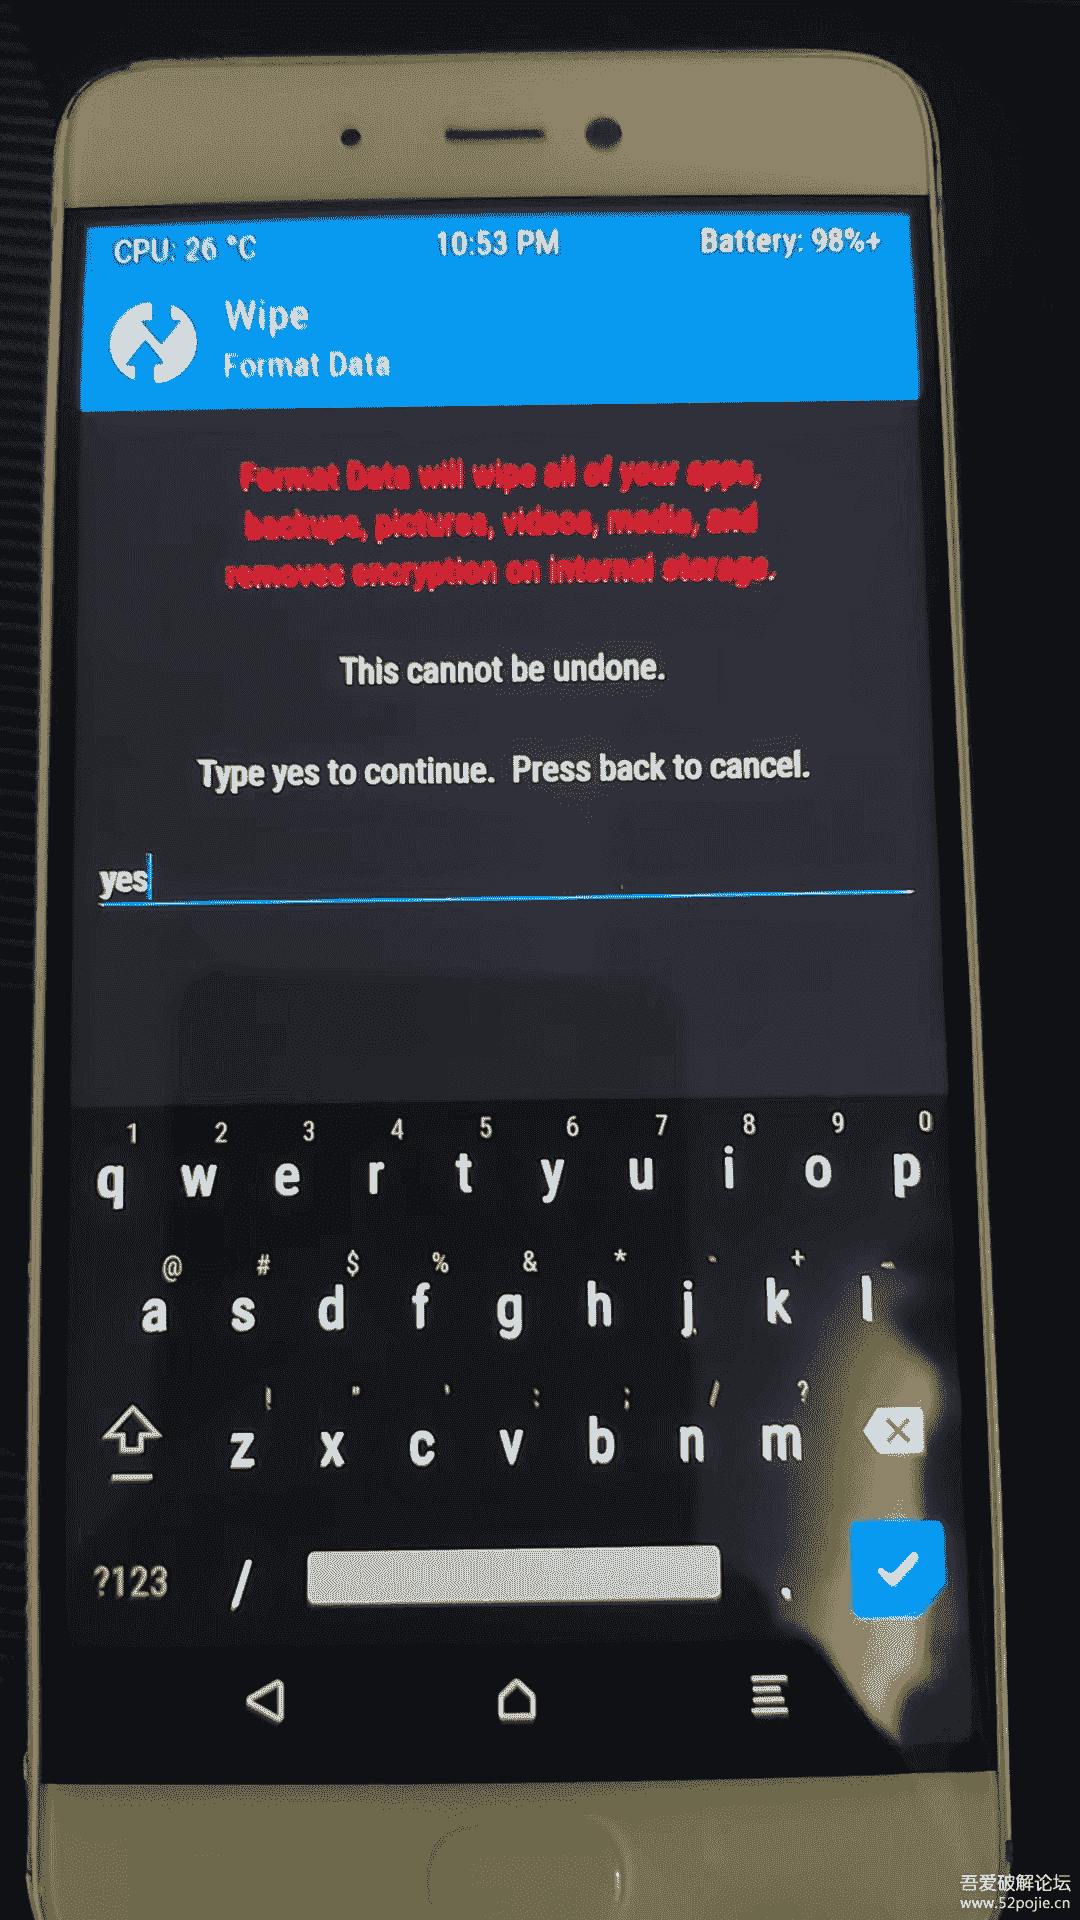 CPU: 26 °C 10:53 PM Battery: 98%+
Wipe
Format Data
Format Data will wipe all of your apps,
backups, pictures, videos, media, and
removes encryption on internal storage.
This cannot be undone.
Type yes to continue.  Press back to cancel.
yes
1 2 3 4 5 6 7 8 9 0
q w e r t y u i o p
@ # $ % & * - + _
a s d f g h j k l
! " ' : ; / ?
z x c v b n m
?123 / .
吾爱破解论坛
www.52pojie.cn